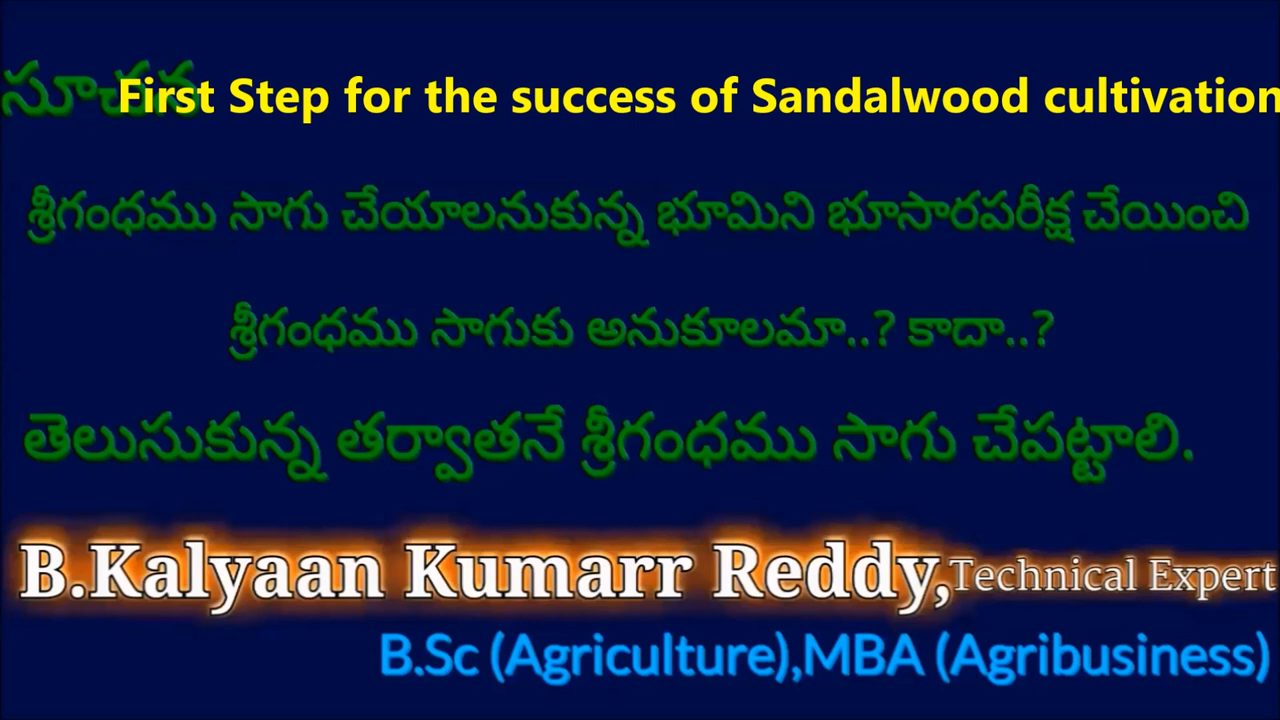 సూచన
First Step for the success of Sandalwood cultivation
శ్రీగంధము సాగు చేయాలనుకున్న భూమిని భూసారపరీక్ష చేయించి
శ్రీగంధము సాగుకు అనుకూలమా..? కాదా..?
తెలుసుకున్న తర్వాతనే శ్రీగంధము సాగు చేపట్టాలి.
B.Kalyaan Kumarr Reddy,Technical Expert
B.Sc (Agriculture),MBA (Agribusiness)